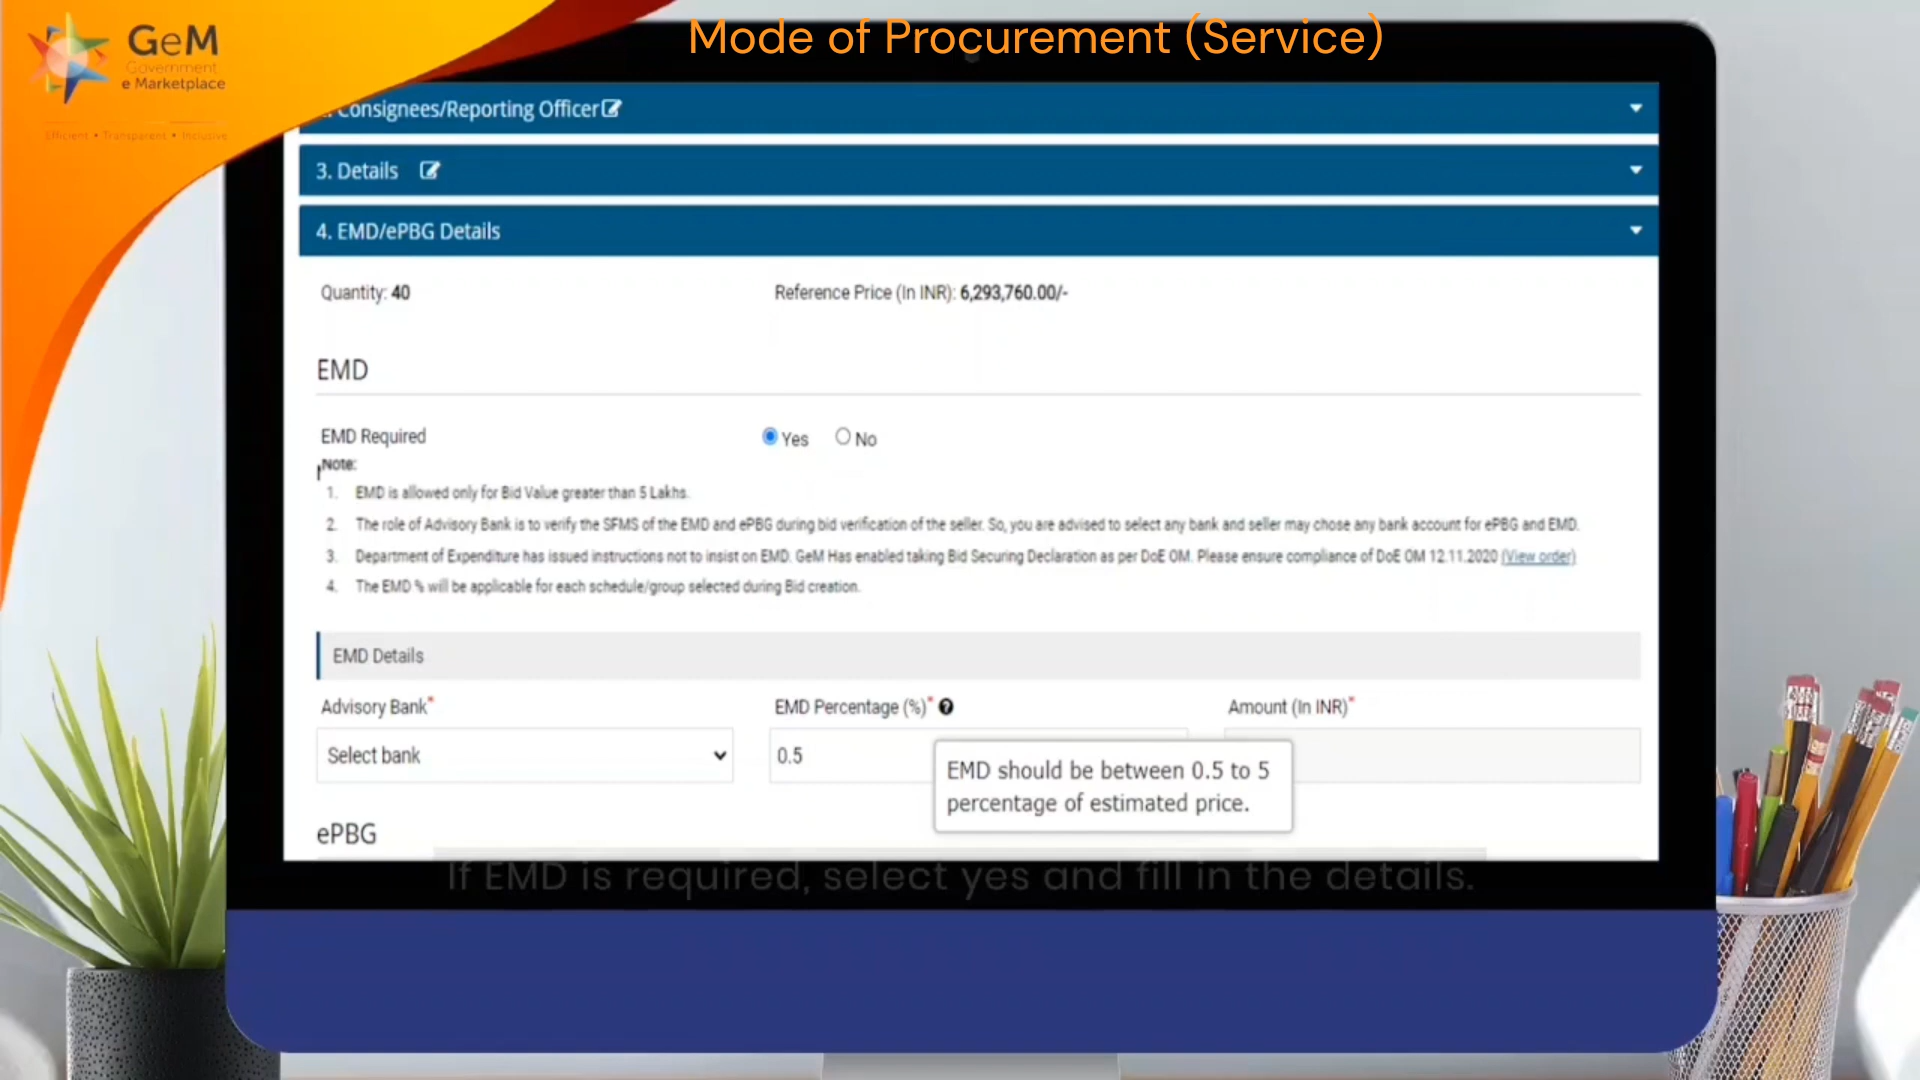 GeM
Government
e Marketplace
Efficient • Transparent • Inclusive
Mode of Procurement (Service)
Consignees/Reporting Officer
3. Details
4. EMD/ePBG Details
Quantity: 40
Reference Price (In INR): 6,293,760.00/-
EMD
EMD Required
Yes
No
Note:
1. EMD is allowed only for Bid Value greater than 5 Lakhs.
2. The role of Advisory Bank is to verify the SFMS of the EMD and ePBG during bid verification of the seller. So, you are advised to select any bank and seller may chose any bank account for ePBG and EMD.
3. Department of Expenditure has issued instructions not to insist on EMD. GeM Has enabled taking Bid Securing Declaration as per DoE OM. Please ensure compliance of DoE OM 12.11.2020 (View order)
4. The EMD % will be applicable for each schedule/group selected during Bid creation.
EMD Details
Advisory Bank*
EMD Percentage (%)*
Amount (In INR)*
Select bank
0.5
EMD should be between 0.5 to 5
percentage of estimated price.
ePBG
If EMD is required, select yes and fill in the details.